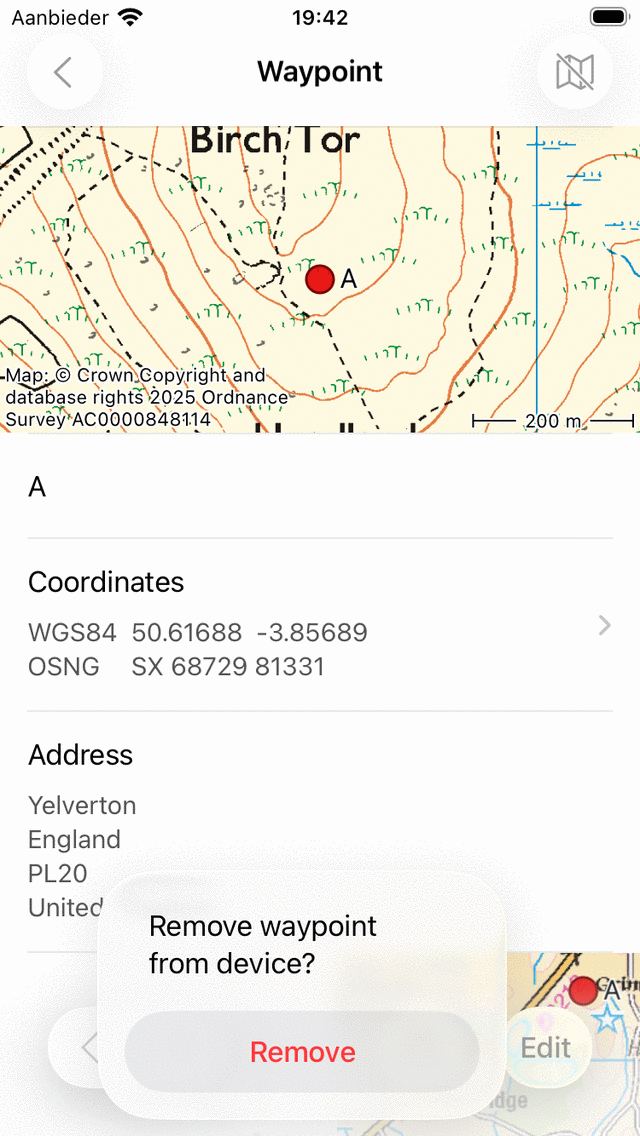 Aanbieder
19:42
Waypoint
Birch Tor
A
Map: © Crown Copyright and
database rights 2025 Ordnance
Survey AC0000848114
200 m
A
Coordinates
WGS84 50.61688 -3.85689
OSNG SX 68729 81331
Address
Yelverton
England
PL20
United
Remove waypoint
from device?
A
Remove
Edit